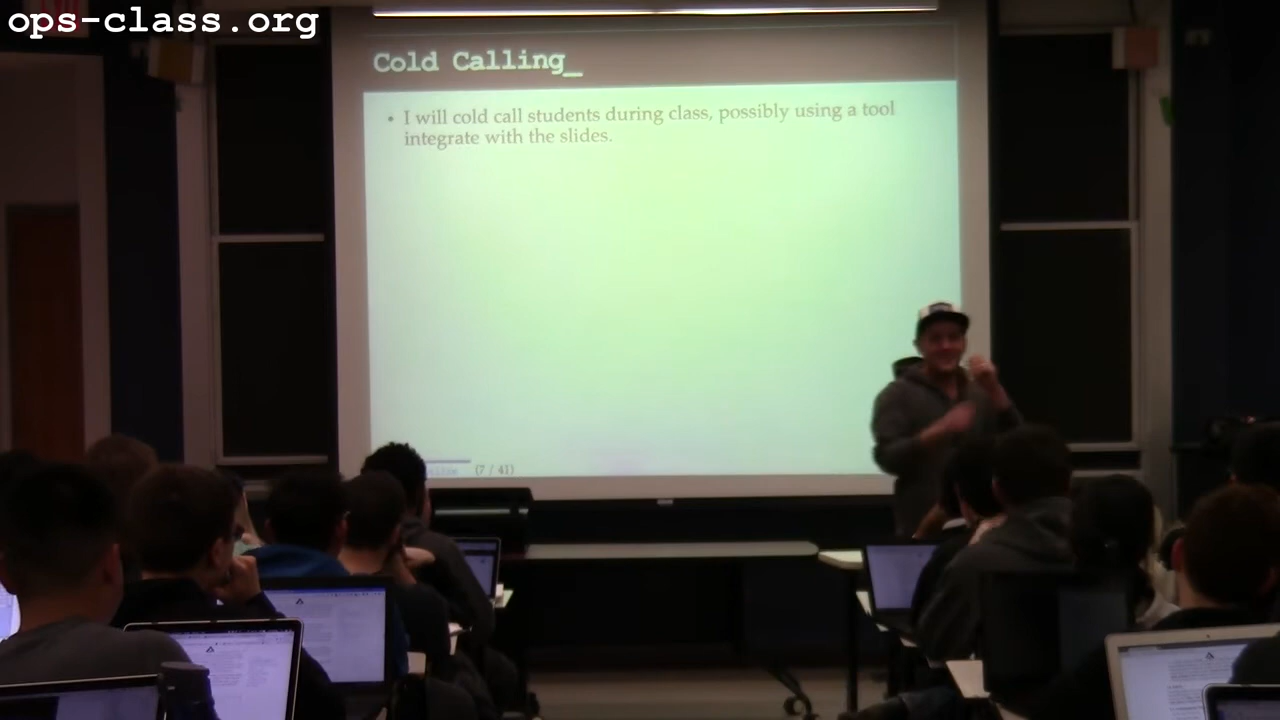 ops-class.org
Cold Calling_
• I will cold call students during class, possibly using a tool
integrate with the slides.
(7 / 41)